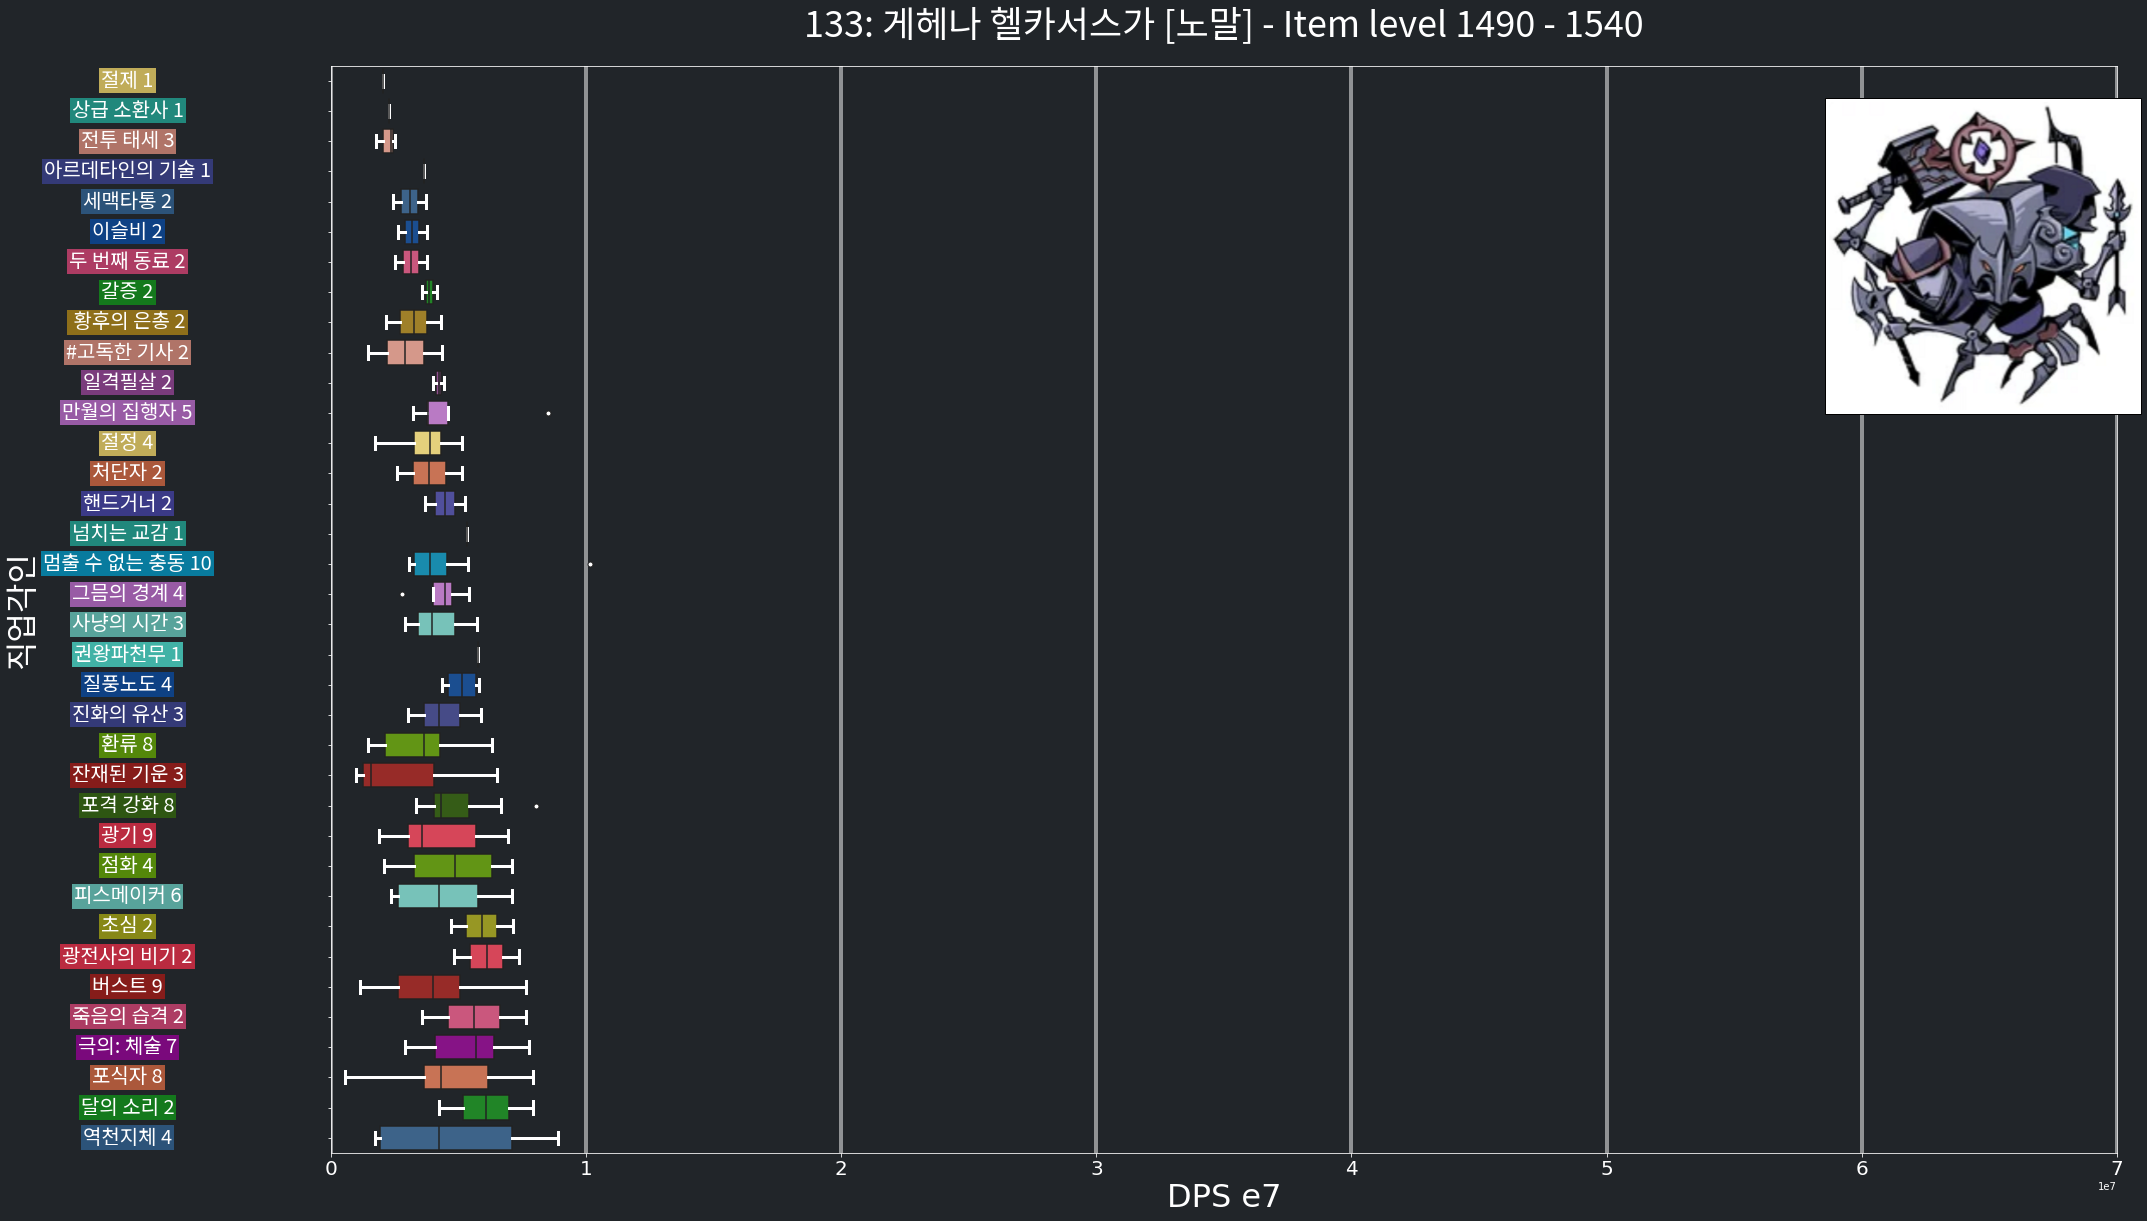 133: 게헤나 헬카서스가 [노말] - Item level 1490 - 1540
직업각인
절제 1
상급 소환사 1
전투 태세 3
아르데타인의 기술 1
세맥타통 2
이슬비 2
두 번째 동료 2
갈증 2
황후의 은총 2
#고독한 기사 2
일격필살 2
만월의 집행자 5
절정 4
처단자 2
핸드거너 2
넘치는 교감 1
멈출 수 없는 충동 10
그믐의 경계 4
사냥의 시간 3
권왕파천무 1
질풍노도 4
진화의 유산 3
환류 8
잔재된 기운 3
포격 강화 8
광기 9
점화 4
피스메이커 6
초심 2
광전사의 비기 2
버스트 9
죽음의 습격 2
극의: 체술 7
포식자 8
달의 소리 2
역천지체 4
0 1 2 3 4 5 6 7
1e7
DPS e7